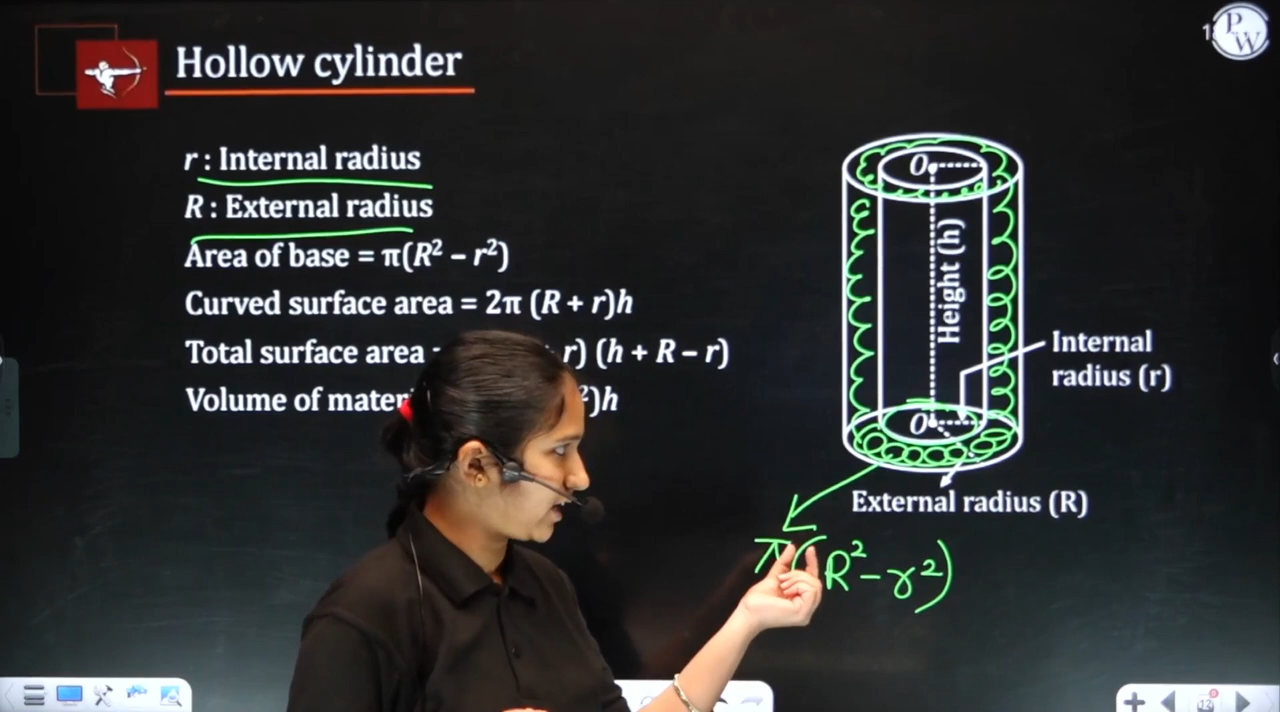 Hollow cylinder
r : Internal radius
R : External radius
Area of base = π(R² – r²)
Curved surface area = 2π (R + r)h
Total surface area r) (h + R – r)
Volume of ²)h
O
Height (h)
O
Internal
radius (r)
External radius (R)
π(R² – r²)
PW